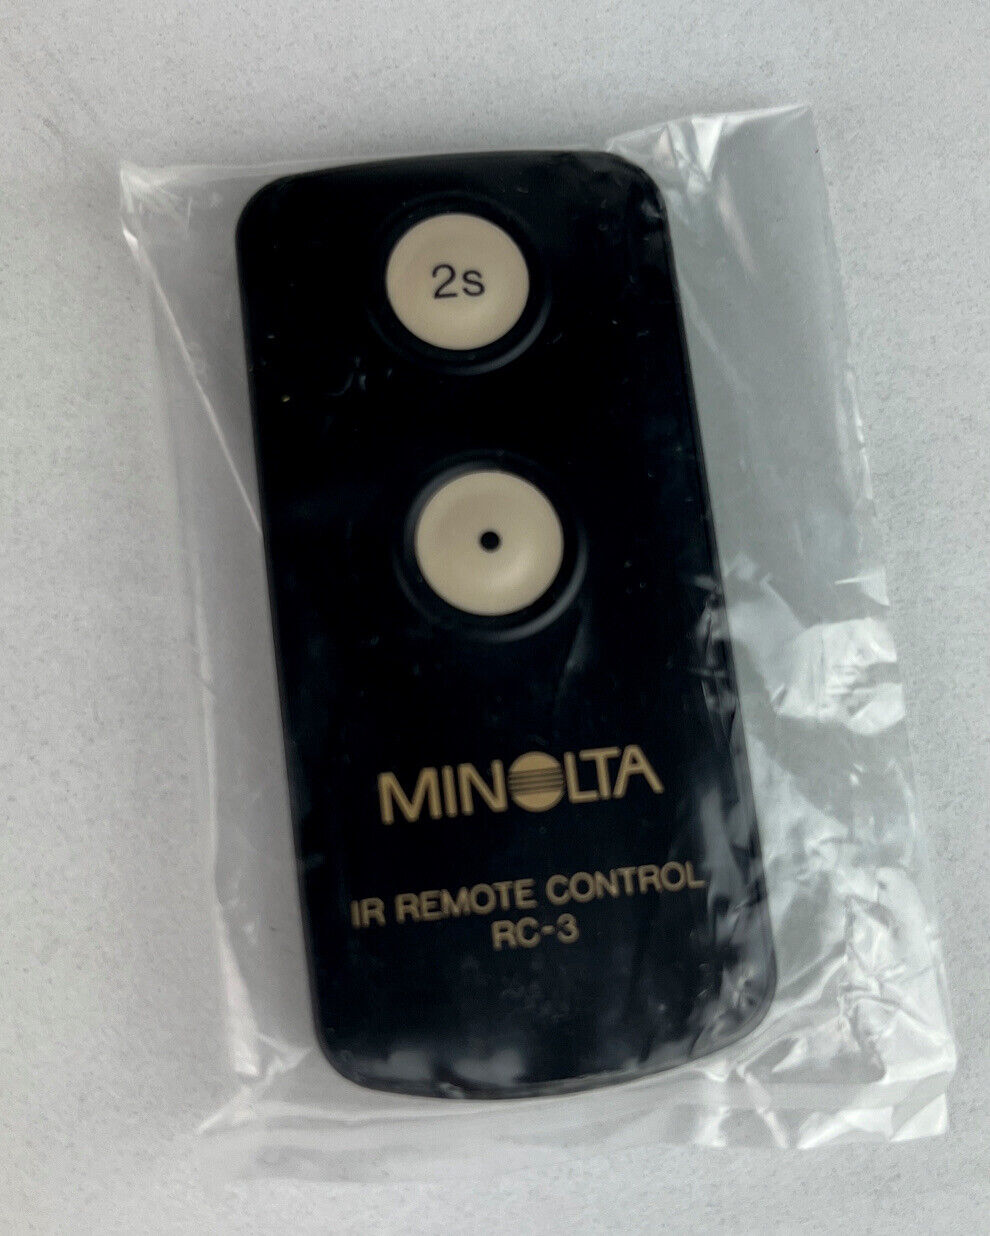 2s
MINOLTA
IR REMOTE CONTROL
RC-3